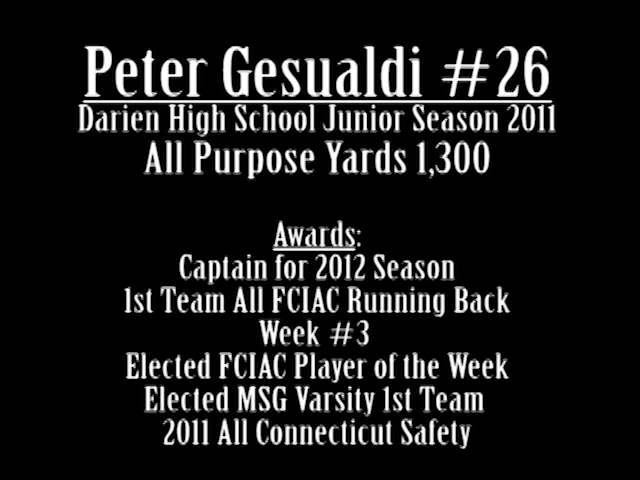 Peter Gesualdi #26
Darien High School Junior Season 2011
All Purpose Yards 1,300
Awards:
Captain for 2012 Season
1st Team All FCIAC Running Back
Week #3
Elected FCIAC Player of the Week
Elected MSG Varsity 1st Team
2011 All Connecticut Safety